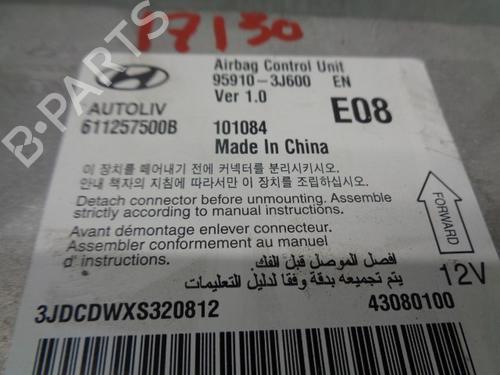 17130
B-PARTS
Airbag Control Unit
95910-3J600 EN
Ver 1.0
E08
AUTOLIV
611257500B
101084
Made In China
이 장치를 떼어내기 전에 커넥터를 분리시키시오.
안내 책자의 지침에 따라서만 이 장치를 조립하십시오.
Detach connector before unmounting. Assemble
strictly according to manual instructions.
Avant démontage enlever connecteur.
Assembler conformement au manuel
d' instructions.
افصل الموصل قبل الفك
يتم تجميعه بدقة وفقا لدليل التعليمات
FORWARD
12V
3JDCDWXS320812
43080100